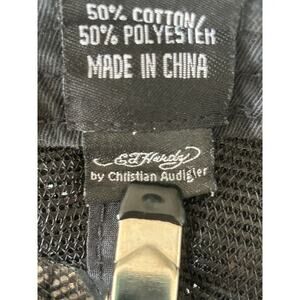 50% COTTON/
50% POLYESTER
MADE IN CHINA
Ed Hardy
by Christian Audigier